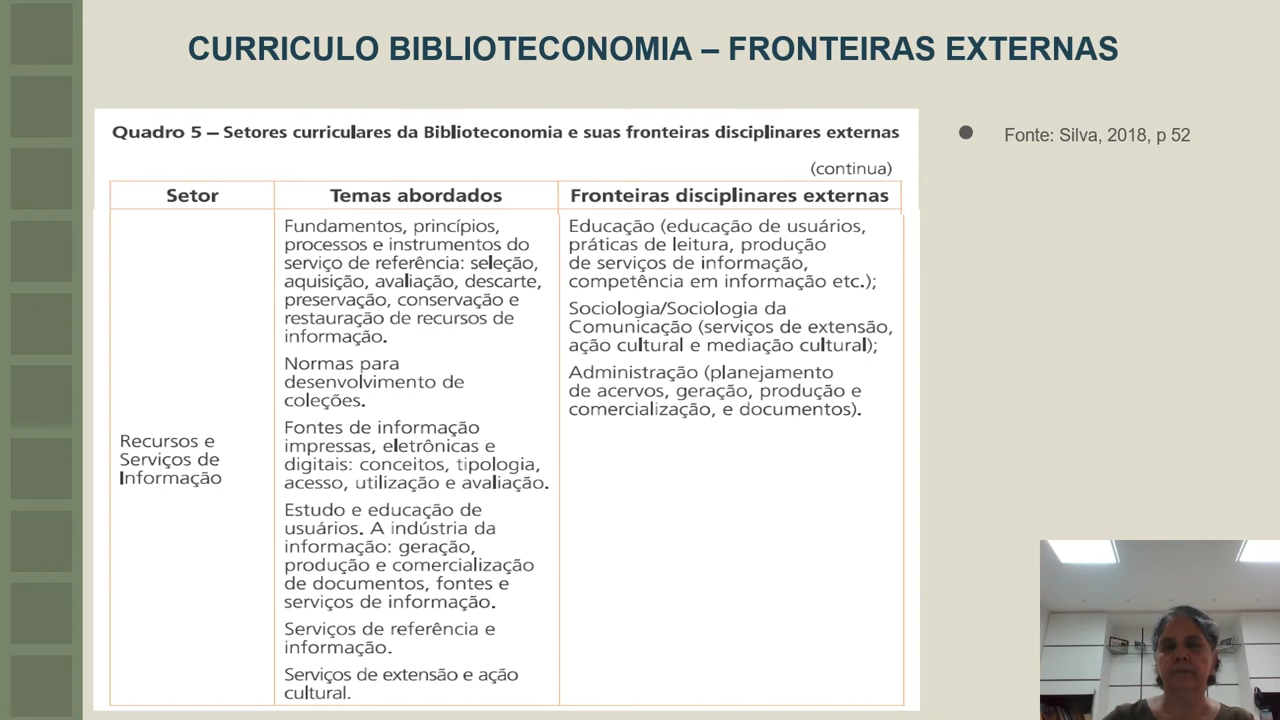 CURRICULO BIBLIOTECONOMIA – FRONTEIRAS EXTERNAS
Quadro 5 – Setores curriculares da Biblioteconomia e suas fronteiras disciplinares externas
(continua)
Setor
Temas abordados
Fronteiras disciplinares externas
Recursos e
Serviços de
Informação
Fundamentos, princípios,
processos e instrumentos do
serviço de referência: seleção,
aquisição, avaliação, descarte,
preservação, conservação e
restauração de recursos de
informação.
Normas para
desenvolvimento de
coleções.
Fontes de informação
impressas, eletrônicas e
digitais: conceitos, tipologia,
acesso, utilização e avaliação.
Estudo e educação de
usuários. A indústria da
informação: geração,
produção e comercialização
de documentos, fontes e
serviços de informação.
Serviços de referência e
informação.
Serviços de extensão e ação
cultural.
Educação (educação de usuários,
práticas de leitura, produção
de serviços de informação,
competência em informação etc.);
Sociologia/Sociologia da
Comunicação (serviços de extensão,
ação cultural e mediação cultural);
Administração (planejamento
de acervos, geração, produção e
comercialização, e documentos).
● Fonte: Silva, 2018, p 52